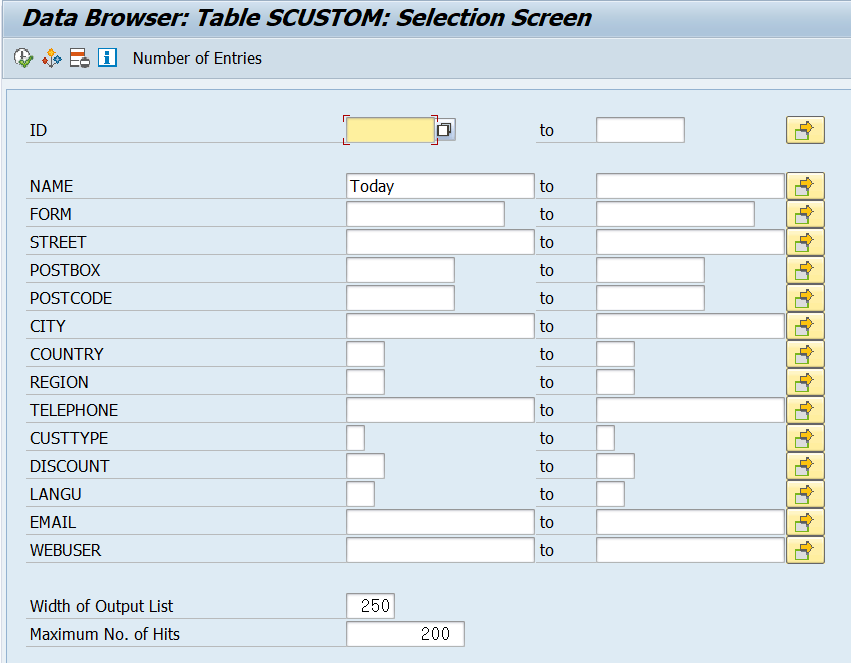 Data Browser: Table SCUSTOM: Selection Screen
Number of Entries
ID to
NAME Today to
FORM to
STREET to
POSTBOX to
POSTCODE to
CITY to
COUNTRY to
REGION to
TELEPHONE to
CUSTTYPE to
DISCOUNT to
LANGU to
EMAIL to
WEBUSER to
Width of Output List 250
Maximum No. of Hits 200